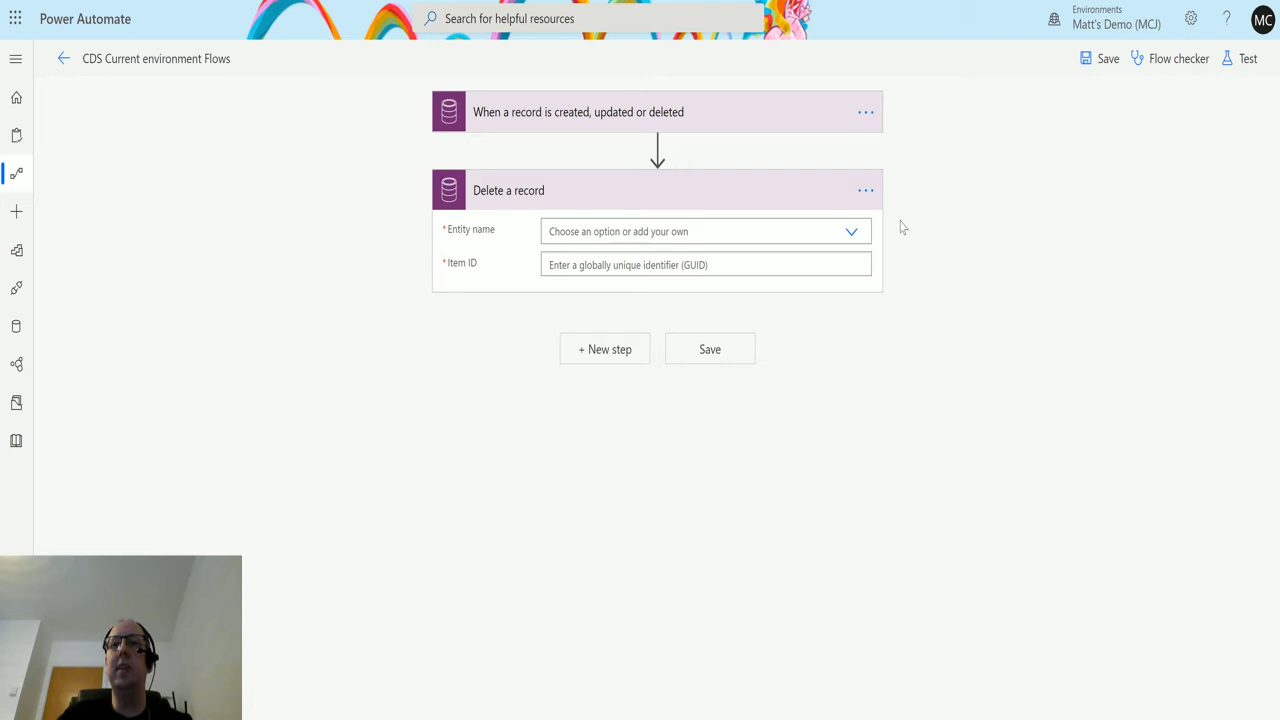 Power Automate
Search for helpful resources
Environments
Matt's Demo (MCJ)
?
MC
CDS Current environment Flows
Save
Flow checker
Test
When a record is created, updated or deleted
Delete a record
* Entity name
Choose an option or add your own
* Item ID
Enter a globally unique identifier (GUID)
+ New step
Save